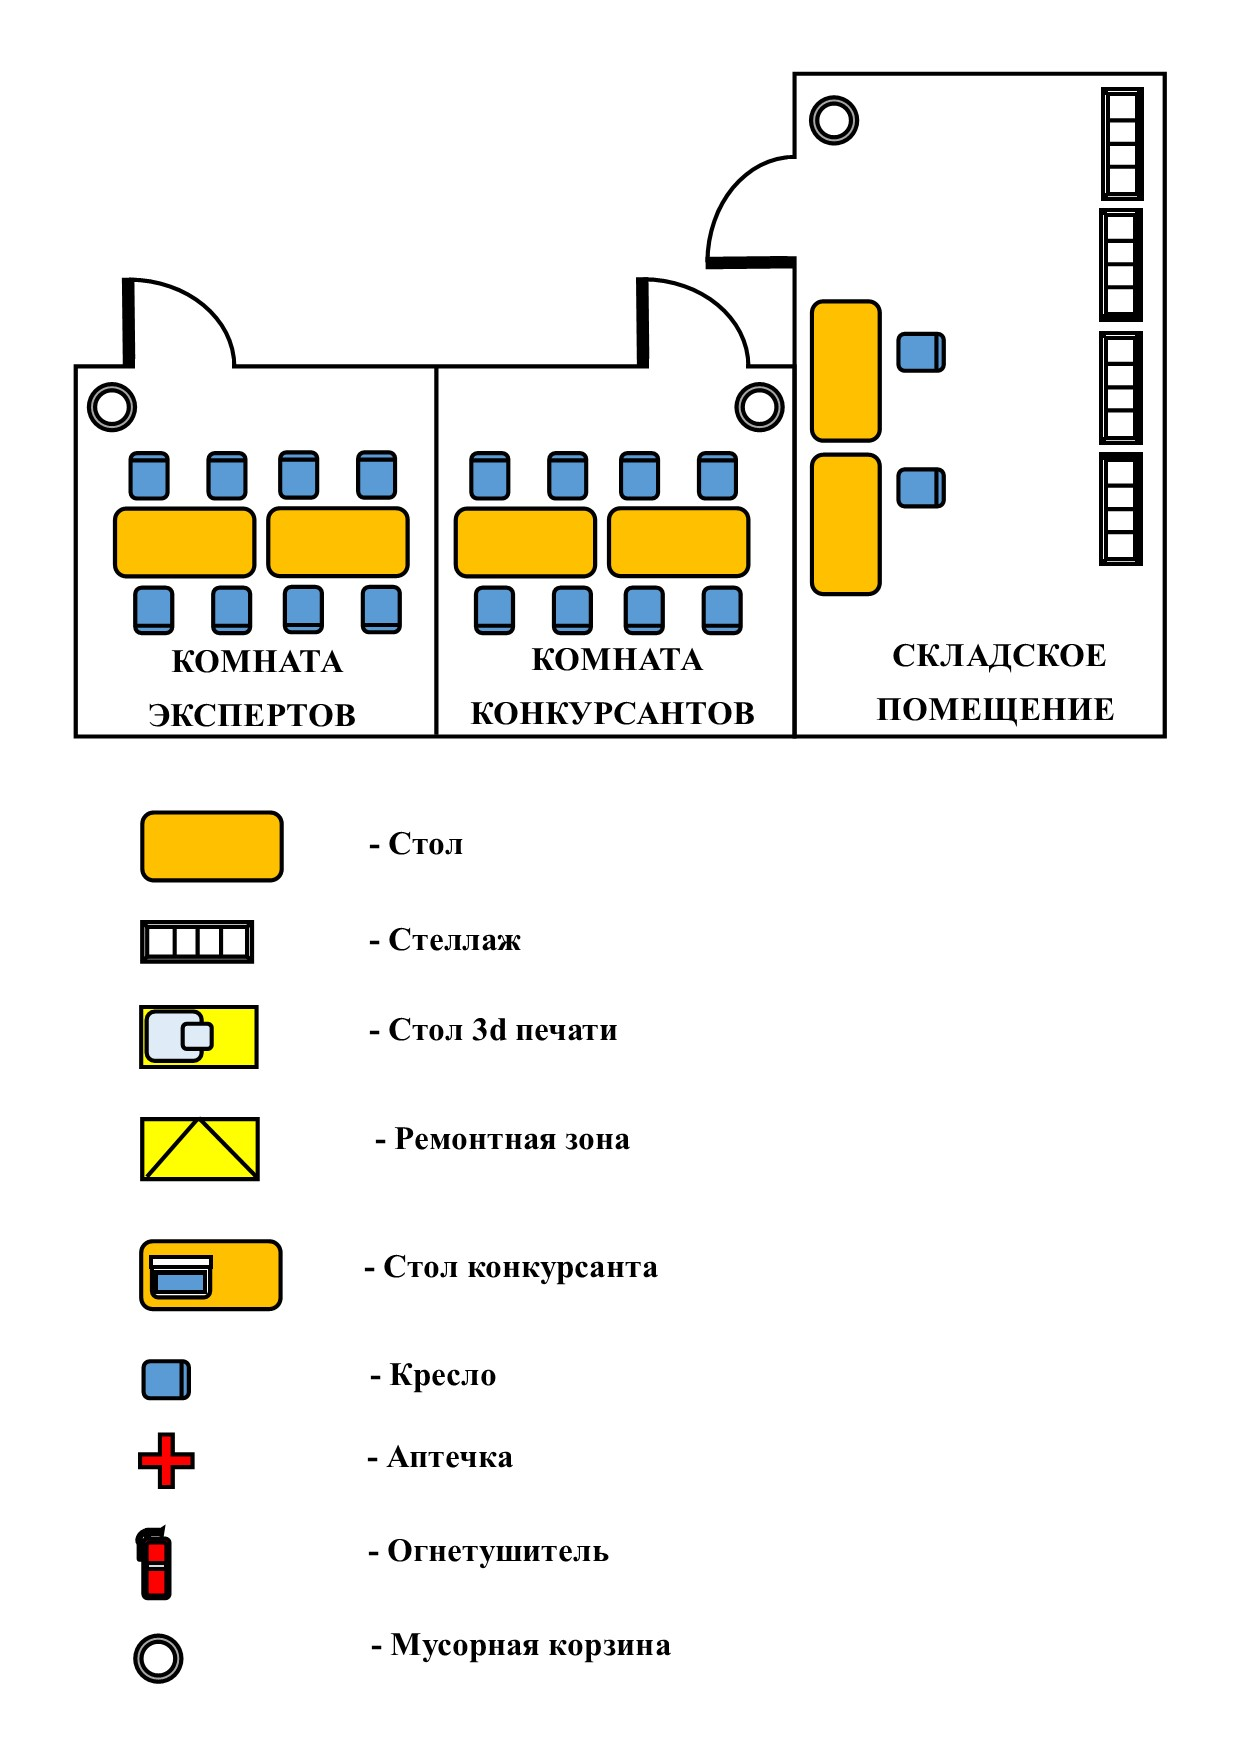 КОМНАТА
ЭКСПЕРТОВ
КОМНАТА
КОНКУРСАНТОВ
СКЛАДСКОЕ
ПОМЕЩЕНИЕ
- Стол
- Стеллаж
- Стол 3d печати
- Ремонтная зона
- Стол конкурсанта
- Кресло
- Аптечка
- Огнетушитель
- Мусорная корзина